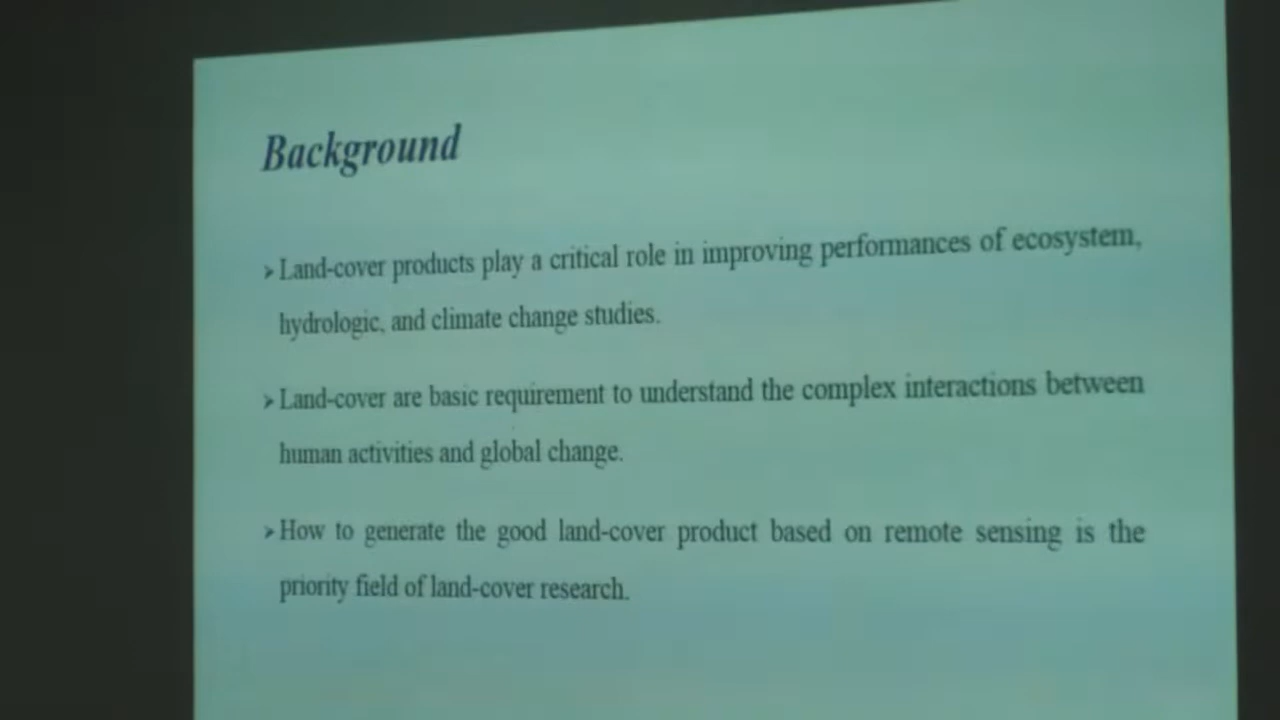 Background
➢ Land-cover products play a critical role in improving performances of ecosystem,
hydrologic, and climate change studies.
➢ Land-cover are basic requirement to understand the complex interactions between
human activities and global change.
➢ How to generate the good land-cover product based on remote sensing is the
priority field of land-cover research.